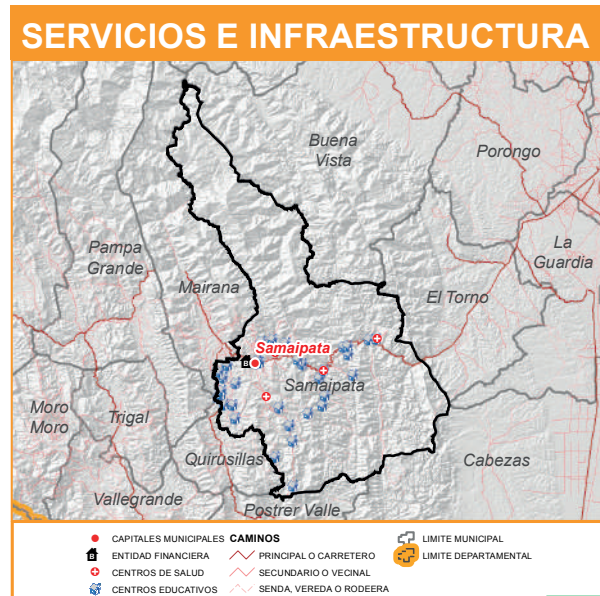 SERVICIOS E INFRAESTRUCTURA
Buena
Vista
Porongo
Pampa
Grande
La
Guardia
Mairana
El Torno
Samaipata
B
Samaipata
Moro
Moro
Trigal
Quirusillas
Cabezas
Vallegrande
Postrer Valle
CAPITALES MUNICIPALES
B ENTIDAD FINANCIERA
CENTROS DE SALUD
CENTROS EDUCATIVOS
CAMINOS
PRINCIPAL O CARRETERO
SECUNDARIO O VECINAL
SENDA, VEREDA O RODEERA
LIMITE MUNICIPAL
LIMITE DEPARTAMENTAL